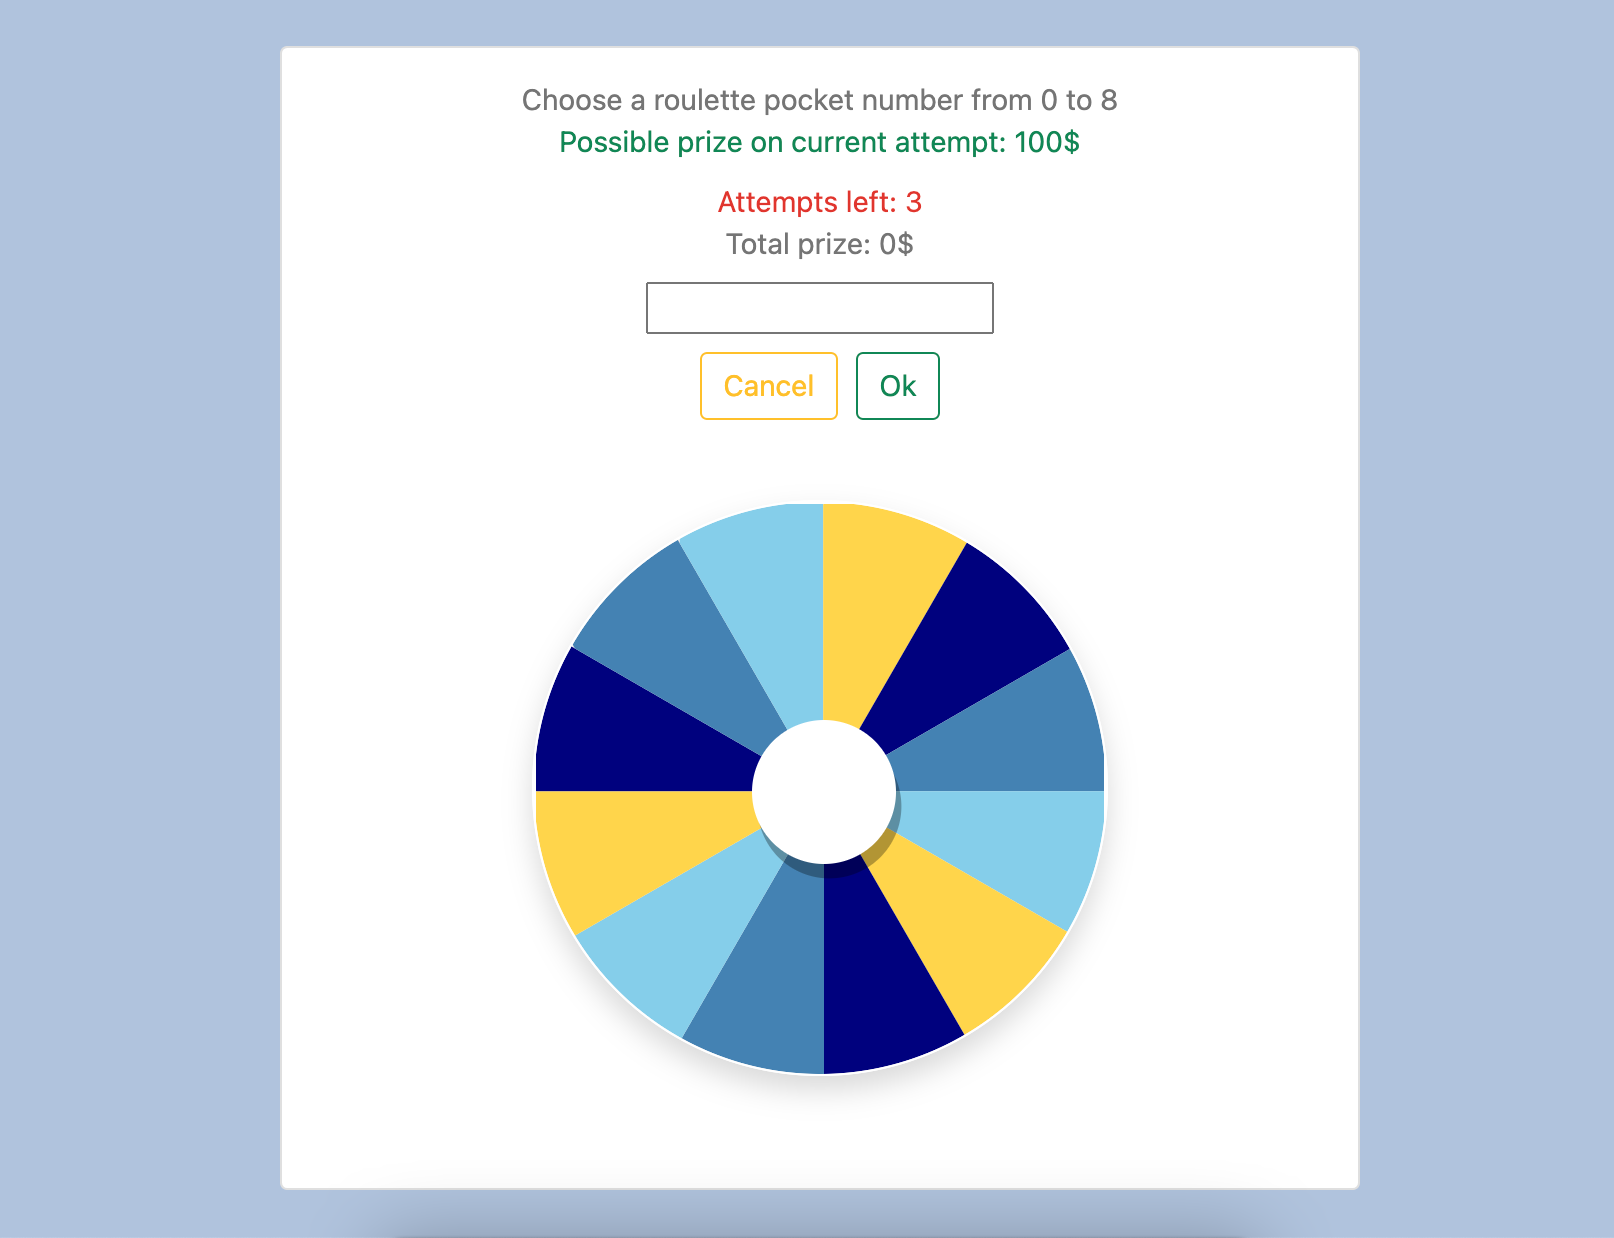 Choose a roulette pocket number from 0 to 8
Possible prize on current attempt: 100$
Attempts left: 3
Total prize: 0$
Cancel
Ok